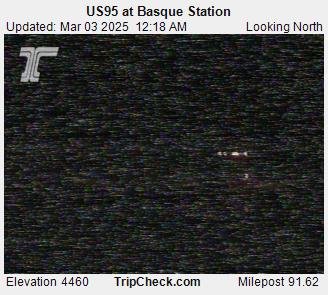 US95 at Basque Station
Updated: Mar 03 2025 12:18 AM Looking North
Elevation 4460 TripCheck.com Milepost 91.62